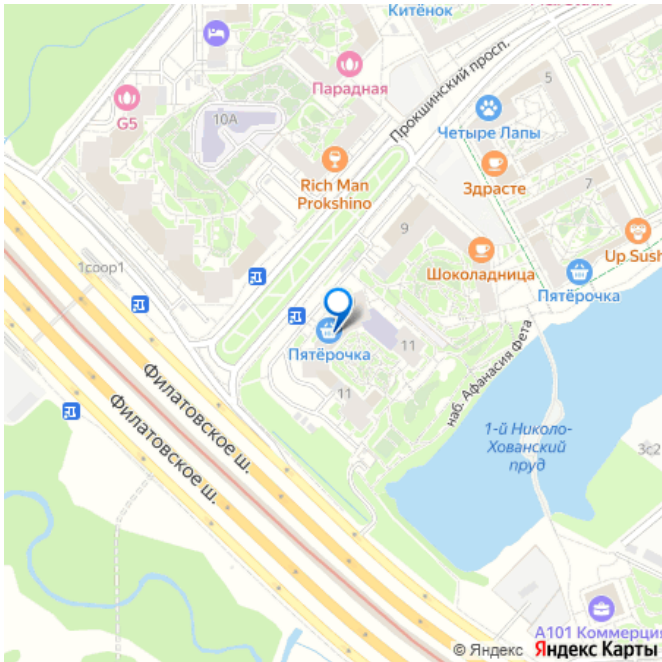 Китёнок
Парадная
G5
10А
Прокшинский просп.
5
Четыре Лапы
Rich Man
Prokshino
Здрасте
7
9
1соор1
Шоколадница
Up Sush
Пятёрочка
Пятёрочка
11
11
наб. Афанасия Фета
Филатовское ш.
Филатовское ш.
1-й Николо-
Хованский
пруд
3с2
А101 Коммерция
© Яндекс Яндекс Карты